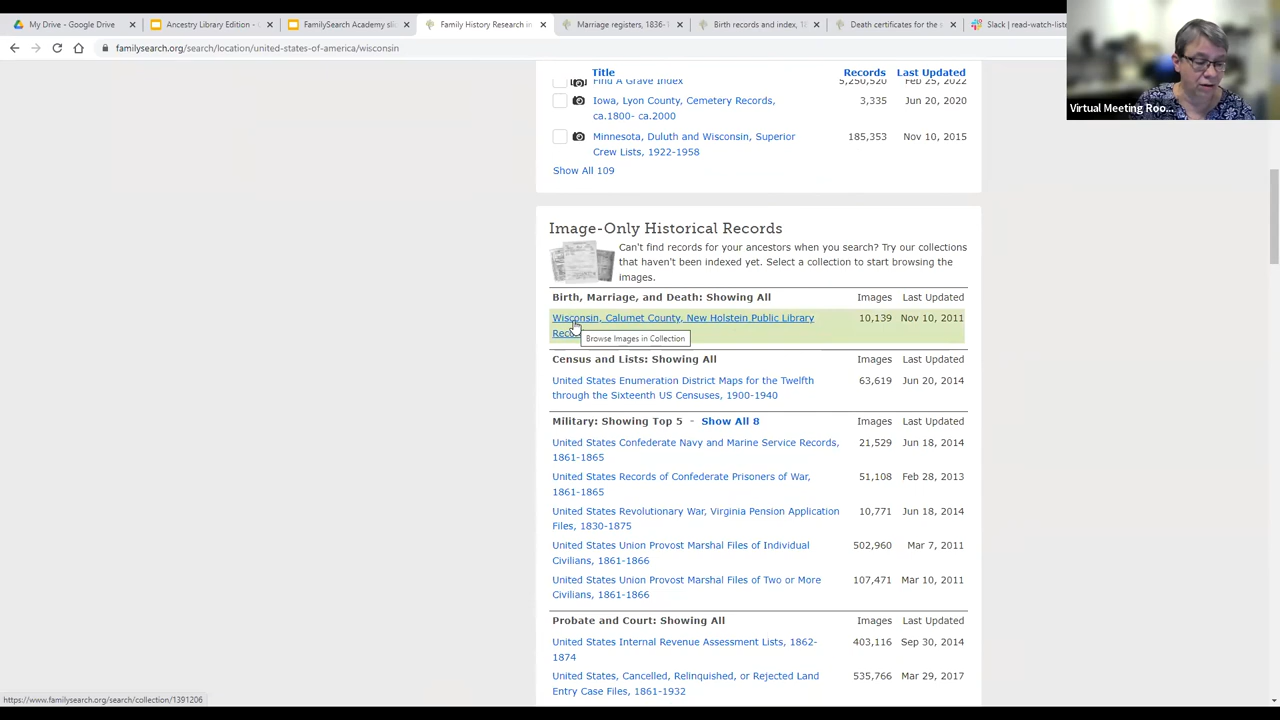 My Drive - Google Drive
Ancestry Library Edition - G
FamilySearch Academy sli
Family History Research in
Marriage registers, 1836-1
Birth records and index, 18
Death certificates for the s
Slack | read-watch-liste
familysearch.org/search/location/united-states-of-america/wisconsin
Virtual Meeting Roo...
Title Records Last Updated
Find A Grave Index 5,250,520 Feb 25, 2022
Iowa, Lyon County, Cemetery Records, 3,335 Jun 20, 2020
ca.1800- ca.2000
Minnesota, Duluth and Wisconsin, Superior 185,353 Nov 10, 2015
Crew Lists, 1922-1958
Show All 109
Image-Only Historical Records
Can't find records for your ancestors when you search? Try our collections
that haven't been indexed yet. Select a collection to start browsing the
images.
Birth, Marriage, and Death: Showing All Images Last Updated
Wisconsin, Calumet County, New Holstein Public Library 10,139 Nov 10, 2011
Browse Images in Collection
Census and Lists: Showing All Images Last Updated
United States Enumeration District Maps for the Twelfth 63,619 Jun 20, 2014
through the Sixteenth US Censuses, 1900-1940
Military: Showing Top 5 - Show All 8 Images Last Updated
United States Confederate Navy and Marine Service Records, 21,529 Jun 18, 2014
1861-1865
United States Records of Confederate Prisoners of War, 51,108 Feb 28, 2013
1861-1865
United States Revolutionary War, Virginia Pension Application 10,771 Jun 18, 2014
Files, 1830-1875
United States Union Provost Marshal Files of Individual 502,960 Mar 7, 2011
Civilians, 1861-1866
United States Union Provost Marshal Files of Two or More 107,471 Mar 10, 2011
Civilians, 1861-1866
Probate and Court: Showing All Images Last Updated
United States Internal Revenue Assessment Lists, 1862- 403,116 Sep 30, 2014
1874
United States, Cancelled, Relinquished, or Rejected Land 535,766 Mar 29, 2017
Entry Case Files, 1861-1932
https://www.familysearch.org/search/collection/1391206